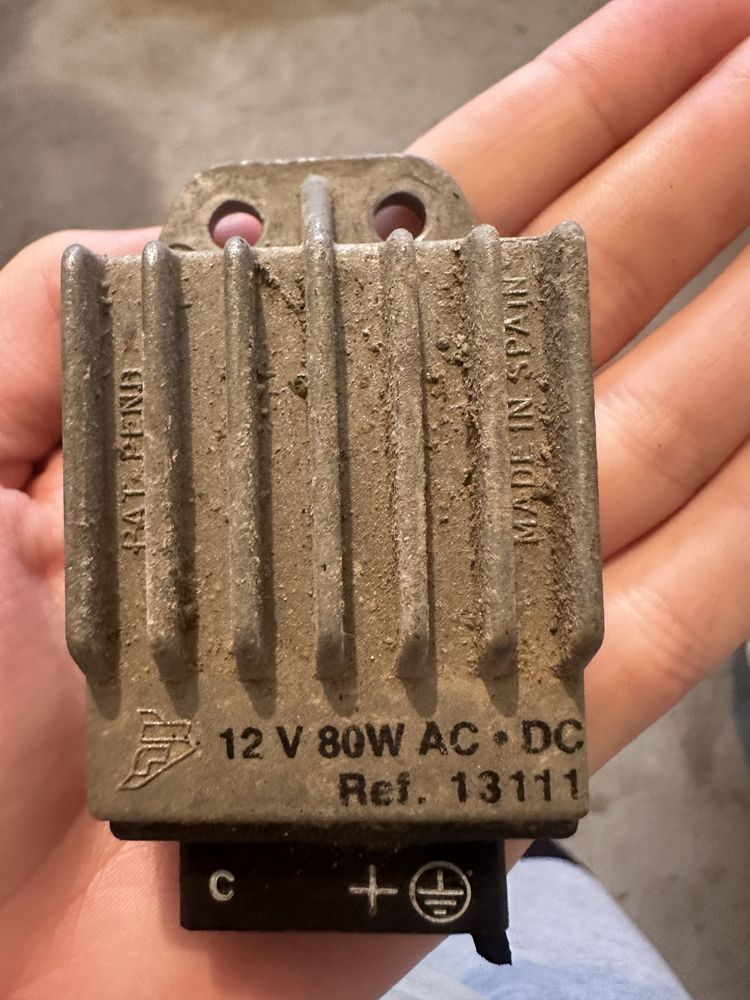 PAT. PEND
MADE IN SPAIN
12 V 80W AC • DC
Ref. 13111
C + ⏚